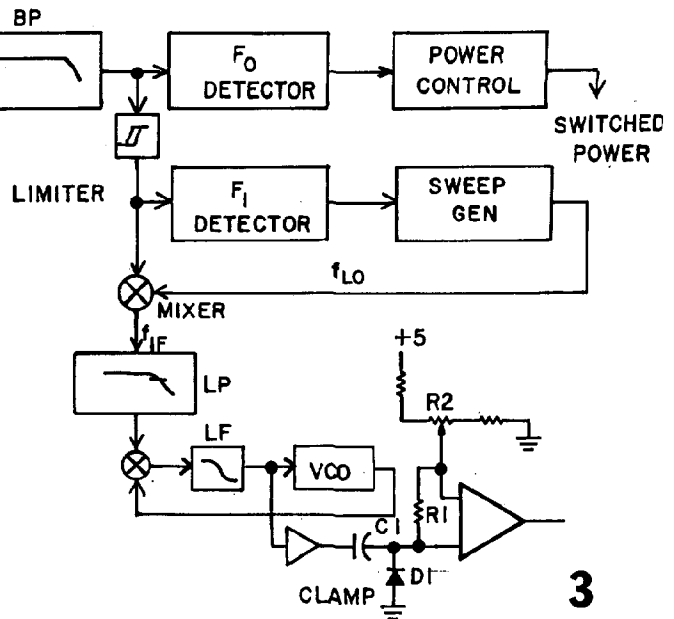 BP
F0
DETECTOR
POWER
CONTROL
SWITCHED
POWER
LIMITER
F1
DETECTOR
SWEEP
GEN
fLO
MIXER
fIF
LP
+5
R2
LF
VCO
R1
C1
D1
CLAMP
3